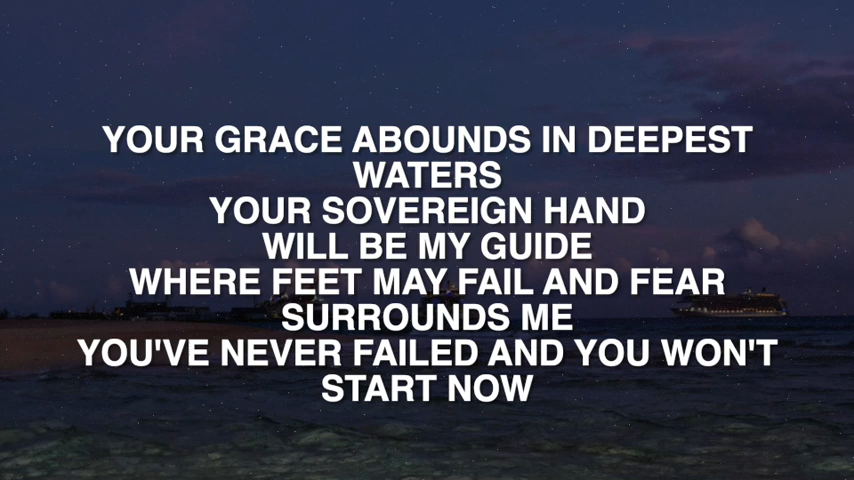 YOUR GRACE ABOUNDS IN DEEPEST
WATERS
YOUR SOVEREIGN HAND
WILL BE MY GUIDE
WHERE FEET MAY FAIL AND FEAR
SURROUNDS ME
YOU'VE NEVER FAILED AND YOU WON'T
START NOW